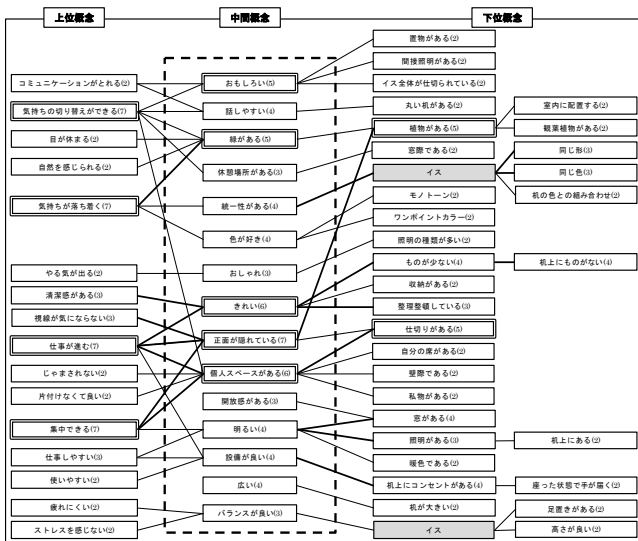 上位概念
中間概念
下位概念
コミュニケーションがとれる(2)
気持ちの切り替えができる(7)
目が休まる(2)
自然を感じられる(2)
気持ちが落ち着く(7)
やる気が出る(2)
清潔感がある(3)
視線が気にならない(3)
仕事が進む(7)
じゃまされない(2)
片付けなくて良い(2)
集中できる(7)
仕事しやすい(3)
使いやすい(2)
疲れにくい(2)
ストレスを感じない(2)
おもしろい(5)
話しやすい(4)
緑がある(5)
休憩場所がある(3)
統一性がある(4)
色が好き(4)
おしゃれ(3)
きれい(6)
正面が隠れている(7)
個人スペースがある(6)
開放感がある(3)
明るい(4)
設備が良い(4)
広い(4)
バランスが良い(3)
置物がある(2)
間接照明がある(2)
イス全体が仕切られている(2)
丸い机がある(2)
植物がある(5)
窓際である(2)
イス
モノトーン(2)
ワンポイントカラー(2)
照明の種類が多い(2)
ものが少ない(4)
収納がある(2)
整理整頓している(3)
仕切りがある(5)
自分の席がある(2)
壁際である(2)
私物がある(2)
窓がある(4)
照明がある(3)
暖色である(2)
机上にコンセントがある(4)
机が大きい(2)
イス
室内に配置する(2)
観葉植物がある(2)
同じ形(3)
同じ色(3)
机の色との組み合わせ(2)
机上にものがない(4)
机上にある(2)
座った状態で手が届く(2)
足置きがある(2)
高さが良い(2)